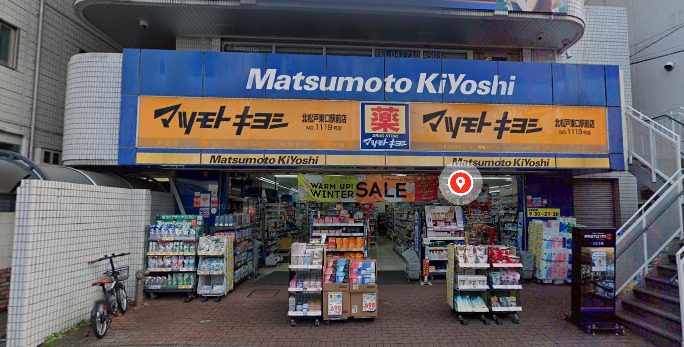 Matsumoto KiYoshi
マツモトキヨシ 北松戸東口駅前店
NO.1119号店
薬
DRUG STORE
マツモトキヨシ
マツモトキヨシ 北松戸東口駅前店
NO.1119号店
Matsumoto KiYoshi
Matsumoto KiYoshi
WARM UP!
WINTER SALE
698
698